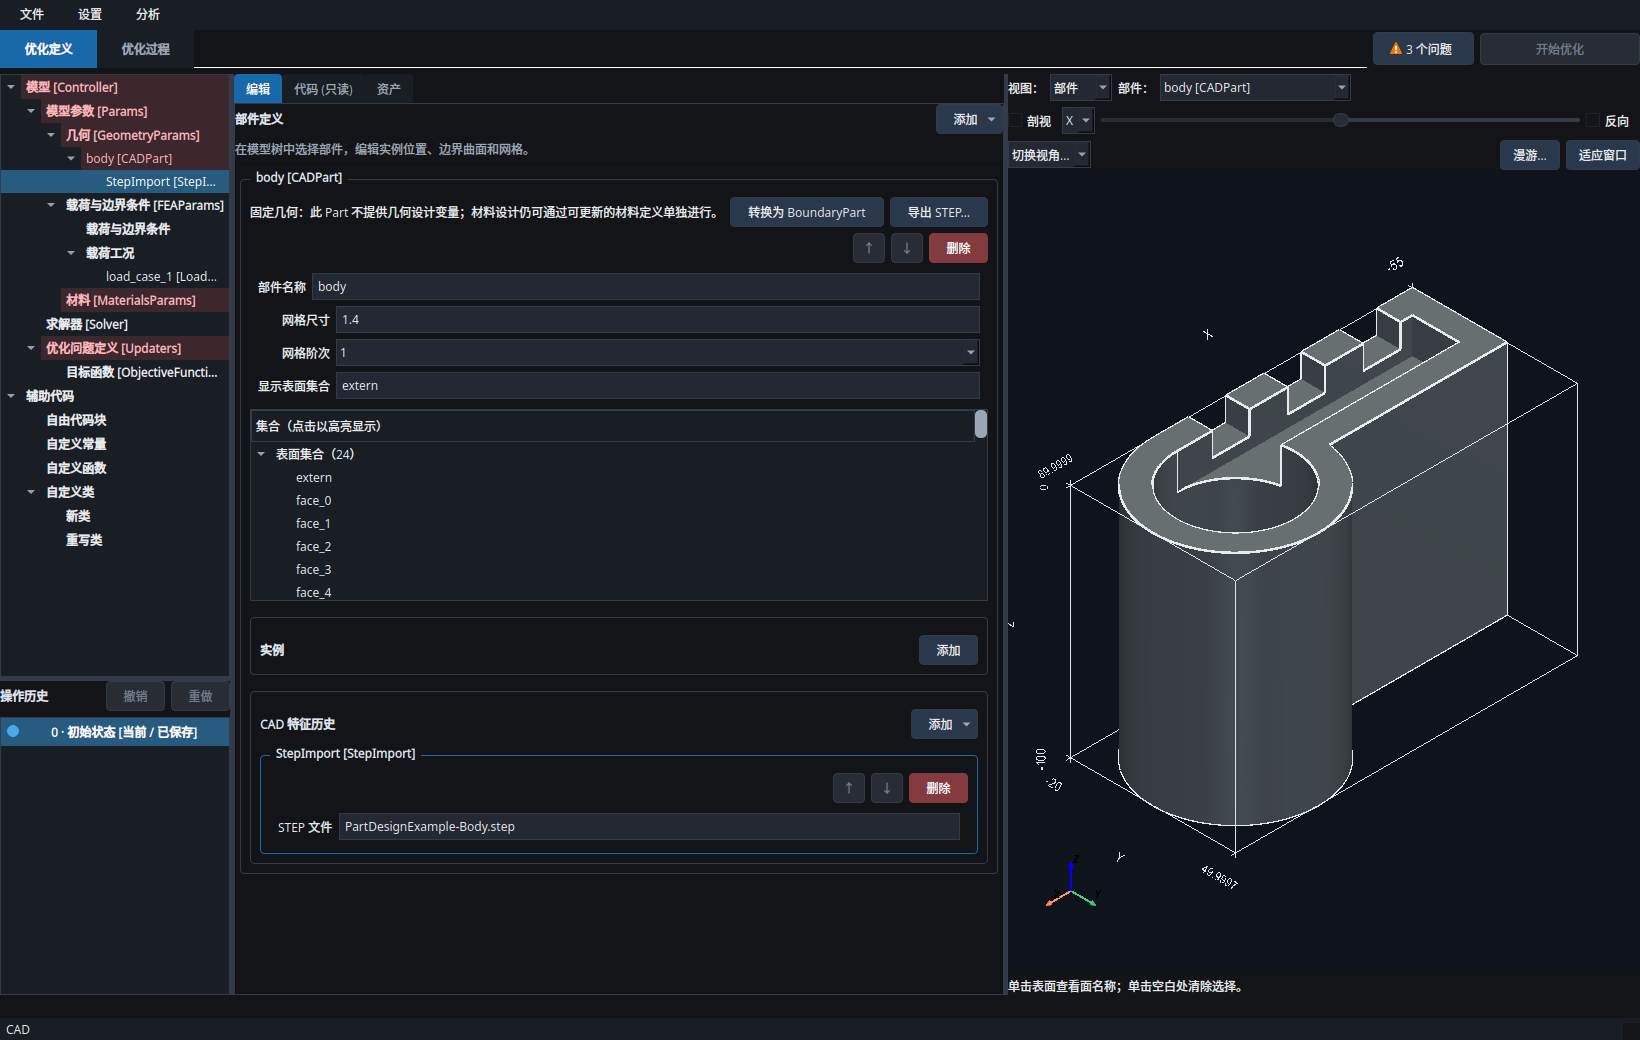 文件 设置 分析
优化定义 优化过程 3 个问题 开始优化
模型 [Controller]
模型参数 [Params]
几何 [GeometryParams]
body [CADPart]
StepImport [StepI...
载荷与边界条件 [FEAParams]
载荷与边界条件
载荷工况
load_case_1 [Load...
材料 [MaterialsParams]
求解器 [Solver]
优化问题定义 [Updaters]
目标函数 [ObjectiveFuncti...
辅助代码
自由代码块
自定义常量
自定义函数
自定义类
新类
重写类
操作历史 撤销 重做
0 · 初始状态 [当前 / 已保存]
编辑 代码 (只读) 资产
部件定义 添加
在模型树中选择部件，编辑实例位置、边界曲面和网格。
body [CADPart]
固定几何：此 Part 不提供几何设计变量；材料设计仍可通过可更新的材料定义单独进行。 转换为 BoundaryPart 导出 STEP...
↑ ↓ 删除
部件名称 body
网格尺寸 1.4
网格阶次 1
显示表面集合 extern
集合（点击以高亮显示）
表面集合（24）
extern
face_0
face_1
face_2
face_3
face_4
实例 添加
CAD 特征历史 添加
StepImport [StepImport]
↑ ↓ 删除
STEP 文件 PartDesignExample-Body.step
视图： 部件 部件： body [CADPart]
剖视 X 反向
切换视角... 漫游... 适应窗口
-55
X
89.9999
0
Z
-100
-20
Y
49.9997
Z
Y
单击表面查看面名称；单击空白处清除选择。
CAD